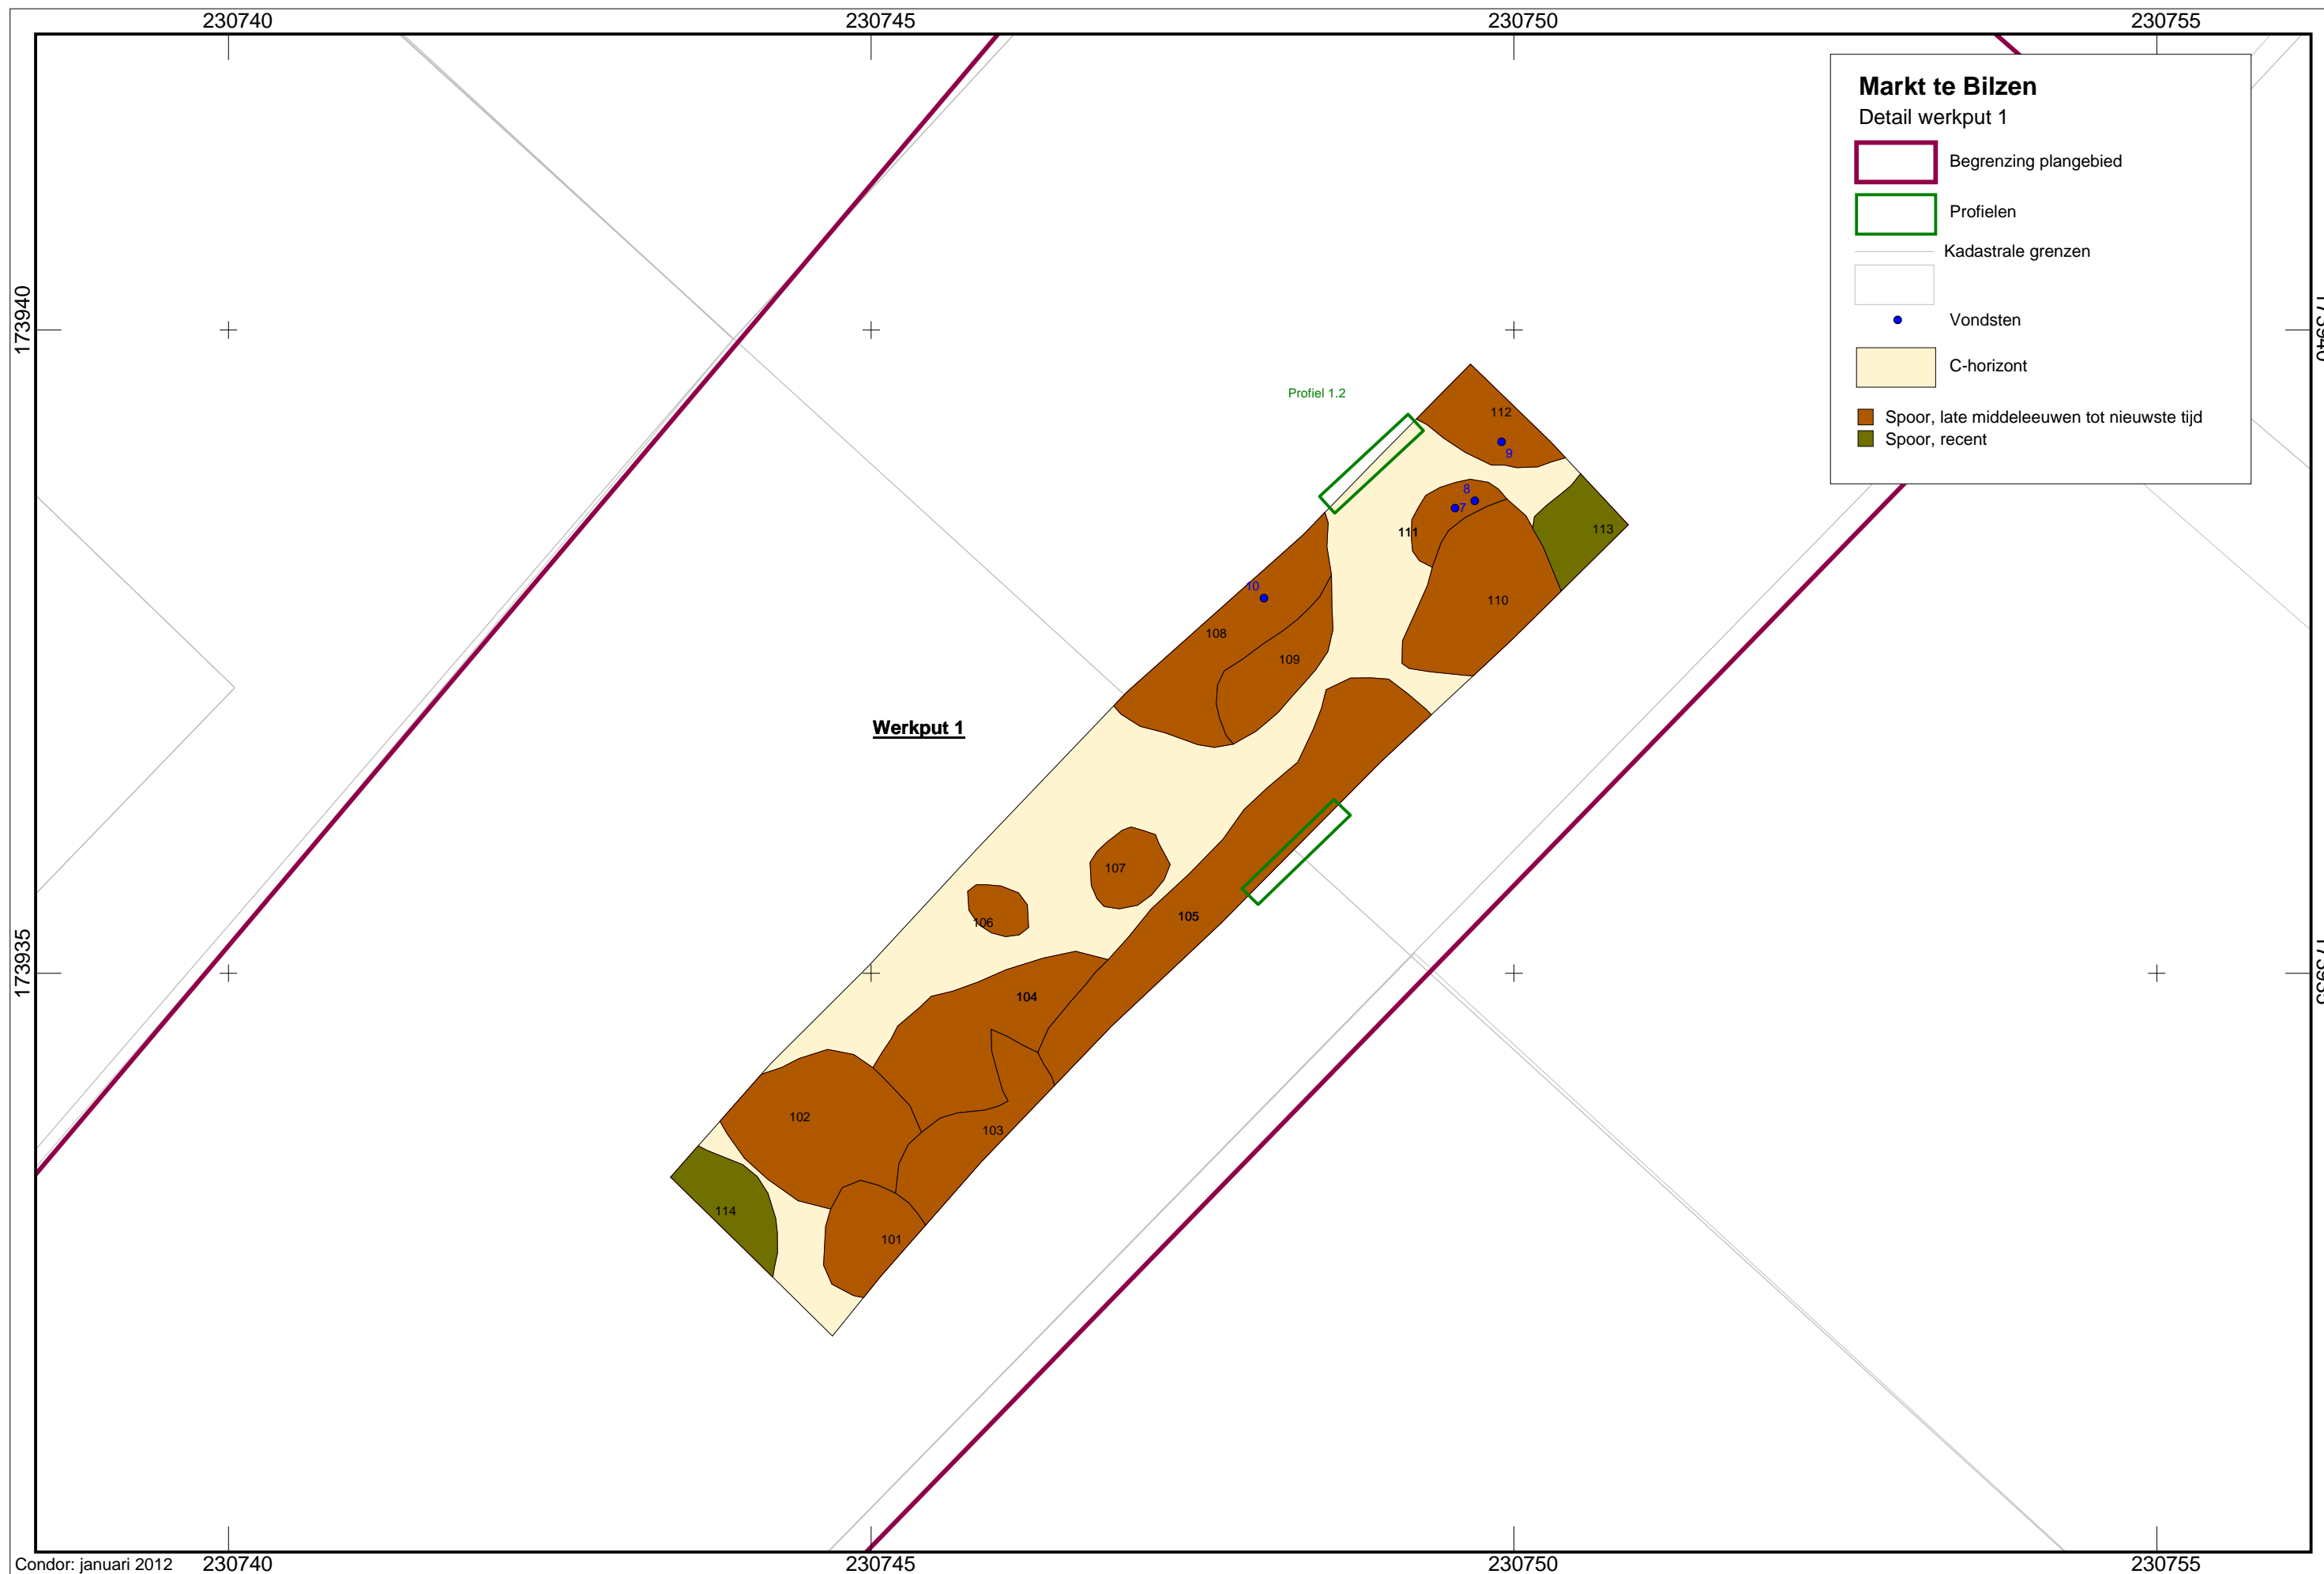 230740 230745 230750 230755
Markt te Bilzen
Detail werkput 1
Begrenzing plangebied
Profielen
Kadastrale grenzen
Vondsten
C-horizont
Spoor, late middeleeuwen tot nieuwste tijd
Spoor, recent
173940
173940
Profiel 1.2
112
9
8
7
111
113
10
110
108
109
Werkput 1
107
106
105
173935
173935
104
102
103
114
101
Condor: januari 2012
230740 230745 230750 230755